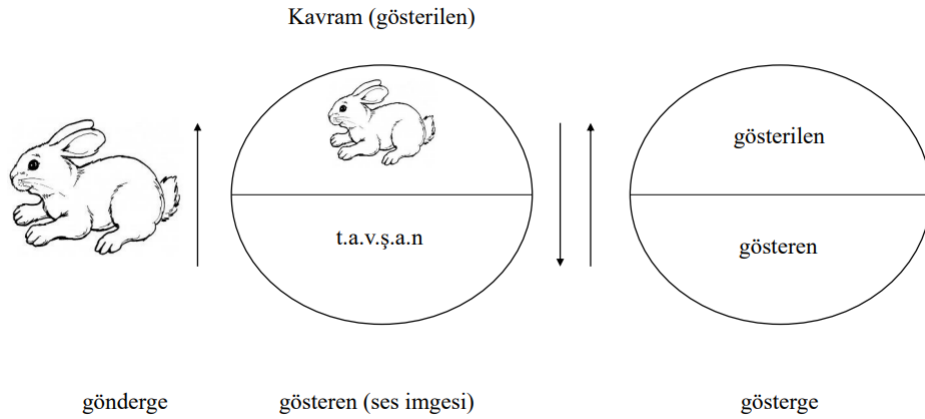 Kavram (gösterilen)
gösterilen
t.a.v.ş.a.n
gösteren
gönderge
gösteren (ses imgesi)
gösterge